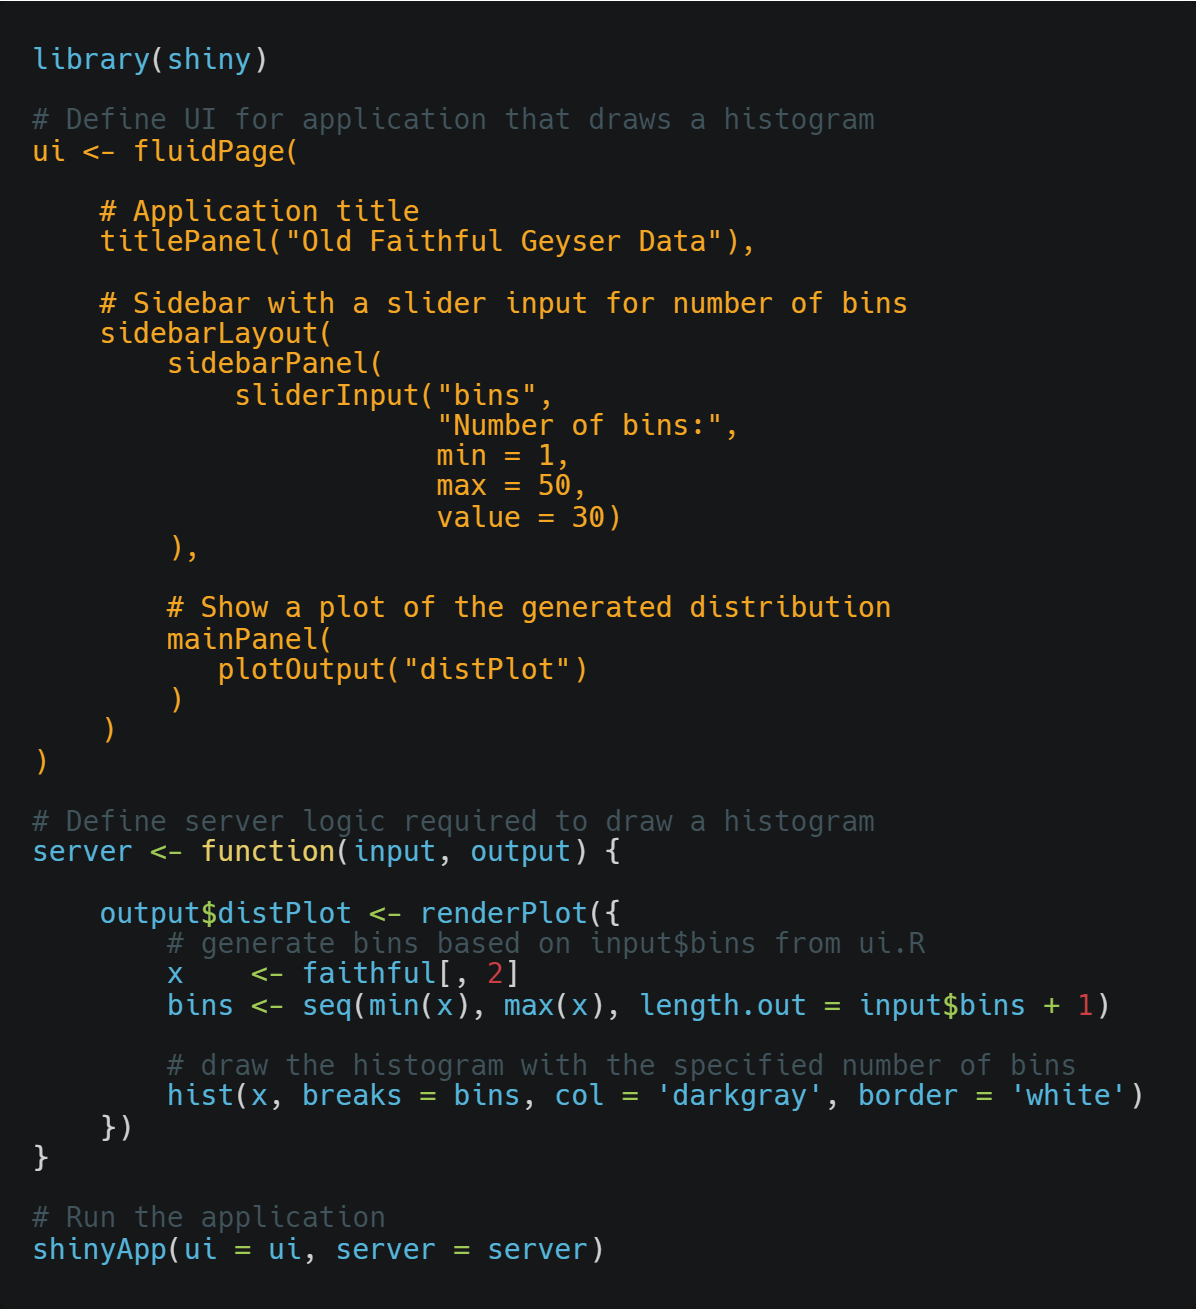 library(shiny)

# Define UI for application that draws a histogram
ui <- fluidPage(

    # Application title
    titlePanel("Old Faithful Geyser Data"),

    # Sidebar with a slider input for number of bins
    sidebarLayout(
        sidebarPanel(
            sliderInput("bins",
                        "Number of bins:",
                        min = 1,
                        max = 50,
                        value = 30)
        ),

        # Show a plot of the generated distribution
        mainPanel(
           plotOutput("distPlot")
        )
    )
)

# Define server logic required to draw a histogram
server <- function(input, output) {

    output$distPlot <- renderPlot({
        # generate bins based on input$bins from ui.R
        x    <- faithful[, 2]
        bins <- seq(min(x), max(x), length.out = input$bins + 1)

        # draw the histogram with the specified number of bins
        hist(x, breaks = bins, col = 'darkgray', border = 'white')
    })
}

# Run the application
shinyApp(ui = ui, server = server)